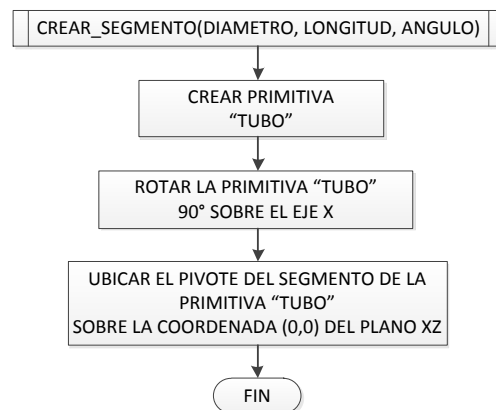 CREAR_SEGMENTO(DIAMETRO, LONGITUD, ANGULO)
CREAR PRIMITIVA
“TUBO”
ROTAR LA PRIMITIVA “TUBO”
90° SOBRE EL EJE X
UBICAR EL PIVOTE DEL SEGMENTO DE LA
PRIMITIVA “TUBO”
SOBRE LA COORDENADA (0,0) DEL PLANO XZ
FIN